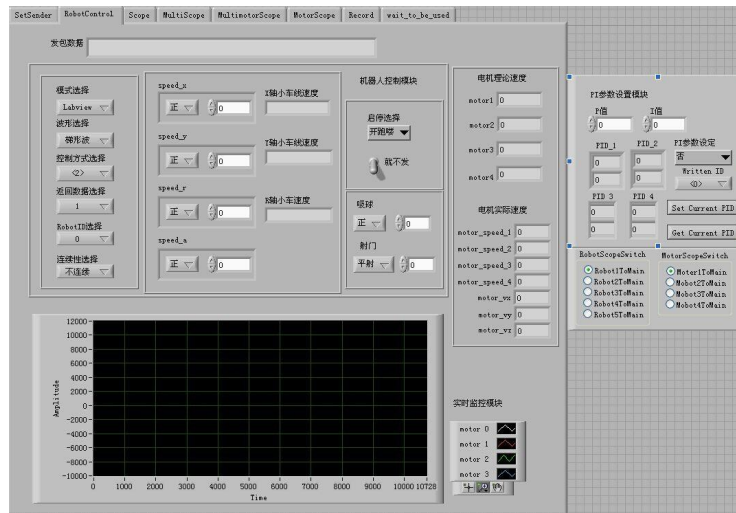 SetSender RobotControl Scope MultiScope MultimotorScope MotorScope Record wait_to_be_used
发包数据
模式选择
Labview
波形选择
梯形波
控制方式选择
<2>
返回数据选择
1
RobotID选择
0
连续性选择
不连续
speed_x
正 0
X轴小车线速度
speed_y
正 0
Y轴小车线速度
speed_r
正 0
R轴小车线速度
speed_a
正 0
机器人控制模块
启停选择
开跑喽
就不发
吸球
正 0
射门
平射 0
电机理论速度
motor1 0
motor2 0
motor3 0
motor4 0
电机实际速度
motor_speed_1 0
motor_speed_2 0
motor_speed_3 0
motor_speed_4 0
motor_vx 0
motor_vy 0
motor_vr 0
PI参数设置模块
P值 I值
0 0
PID_1 PID_2
0 0
0 0
PID 3 PID 4
0 0
0 0
PI参数设定
否
Written ID
<0>
Set Current PID
Get Current PID
RobotScopeSwitch
Robot1ToMain
Robot2ToMain
Robot3ToMain
Robot4ToMain
Robot5ToMain
MotorScopeSwitch
Moter1ToMain
Mobot2ToMain
Mobot3ToMain
Mobot4ToMain
Amplitude
12000
10000
8000
6000
4000
2000
0
-2000
-4000
-6000
-8000
-10000
0 1000 2000 3000 4000 5000 6000 7000 8000 9000 10000 10728
Time
实时监控模块
motor 0
motor 1
motor 2
motor 3